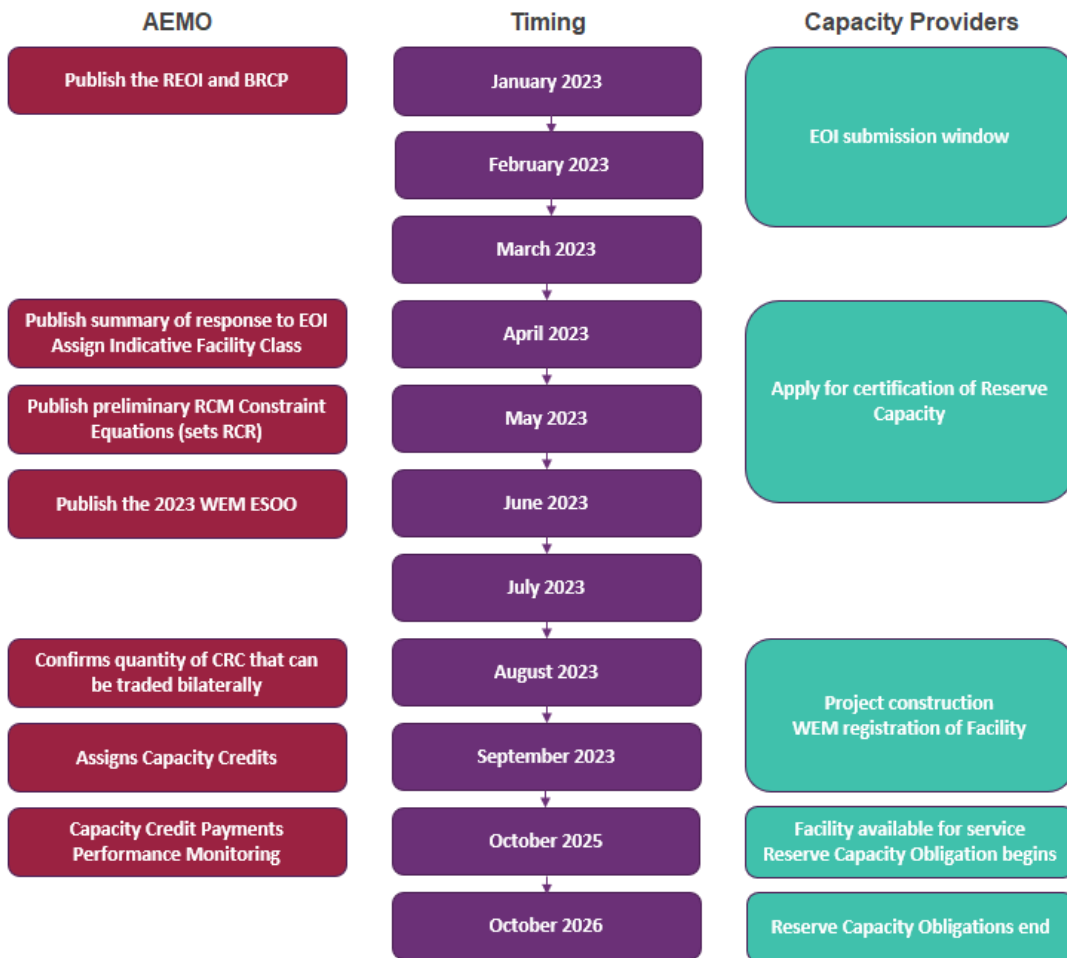 AEMO
Timing
Capacity Providers
Publish the REOI and BRCP
January 2023
EOI submission window
February 2023
March 2023
Publish summary of response to EOI
Assign Indicative Facility Class
April 2023
Apply for certification of Reserve
Capacity
Publish preliminary RCM Constraint
Equations (sets RCR)
May 2023
Publish the 2023 WEM ESOO
June 2023
July 2023
Confirms quantity of CRC that can
be traded bilaterally
August 2023
Project construction
WEM registration of Facility
Assigns Capacity Credits
September 2023
Capacity Credit Payments
Performance Monitoring
October 2025
Facility available for service
Reserve Capacity Obligation begins
October 2026
Reserve Capacity Obligations end